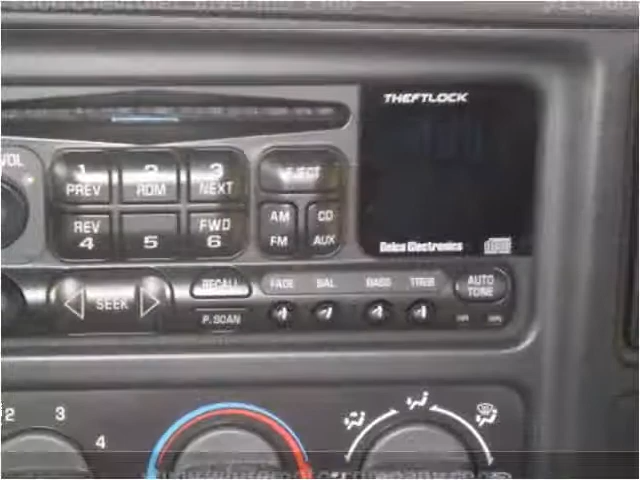 THEFTLOCK
VOL
1 2 3
PREV RDM NEXT
EJECT
REV FWD
4 5 6
AM CD
FM AUX
Delco Electronics
SEEK
RECALL
P.SCAN
FADE BAL BASS TREB
AUTO
TONE
2 3 4